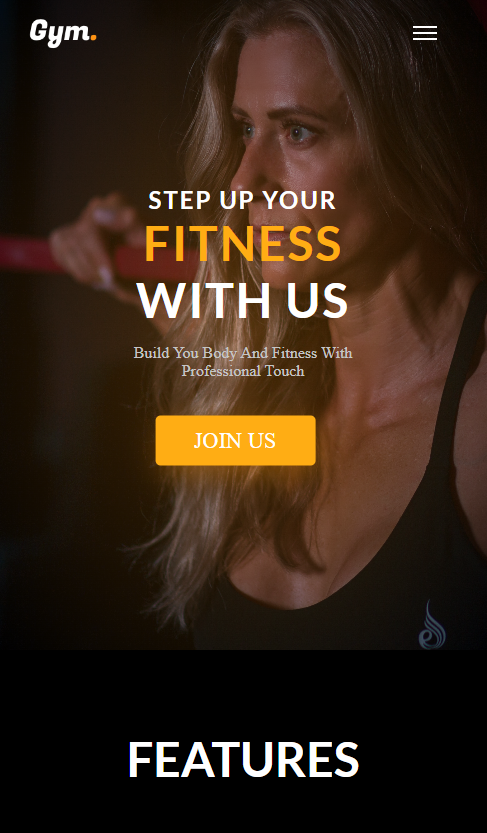 Gym.
STEP UP YOUR
FITNESS
WITH US
Build You Body And Fitness With
Professional Touch
JOIN US
FEATURES